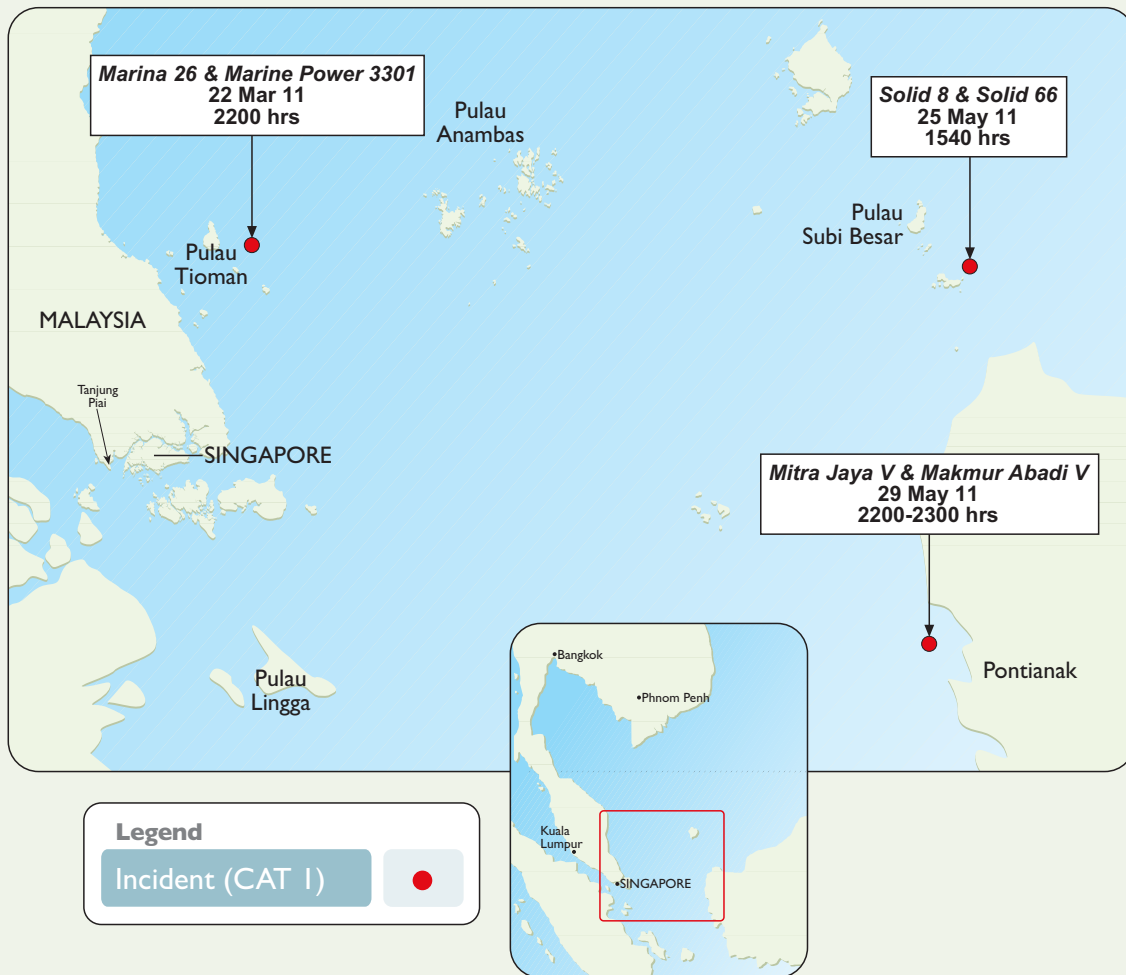 Marina 26 & Marine Power 3301
22 Mar 11
2200 hrs
Pulau
Anambas
Solid 8 & Solid 66
25 May 11
1540 hrs
Pulau
Subi Besar
Pulau
Tioman
MALAYSIA
Tanjung
Piai
SINGAPORE
Mitra Jaya V & Makmur Abadi V
29 May 11
2200-2300 hrs
Pulau
Lingga
Pontianak
Bangkok
Phnom Penh
Kuala
Lumpur
SINGAPORE
Legend
Incident (CAT 1)